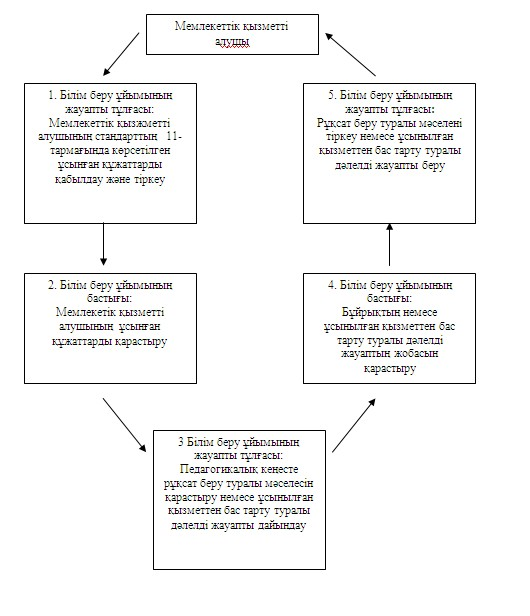 Мемлекеттік қызметті
алушы
1. Білім беру ұйымының
жауапты тұлғасы:
Мемлекеттік қызжметті
алушының стандарттың 11-
тармағында көрсетілген
ұсынған құжаттарды
қабылдау және тіркеу
2. Білім беру ұйымының
бастығы:
Мемлекетік қызметті
алушының ұсынған
құжаттарды қарастыру
3 Білім беру ұйымының
жауапты тұлғасы:
Педагогикалық кеңесте
рұқсат беру туралы мәселесін
қарастыру немесе ұсынылған
қызметтен бас тарту туралы
дәлелді жауапты дайындау
4. Білім беру ұйымының
бастығы:
Бұйрықтың немесе
ұсынылған қызметтен бас
тарту туралы дәлелді
жауаптың жобасын
қарастыру
5. Білім беру ұйымының
жауапты тұлғасы:
Рұқсат беру туралы мәселені
тіркеу немесе ұсынылған
қызметтен бас тарту туралы
дәлелді жауапты беру